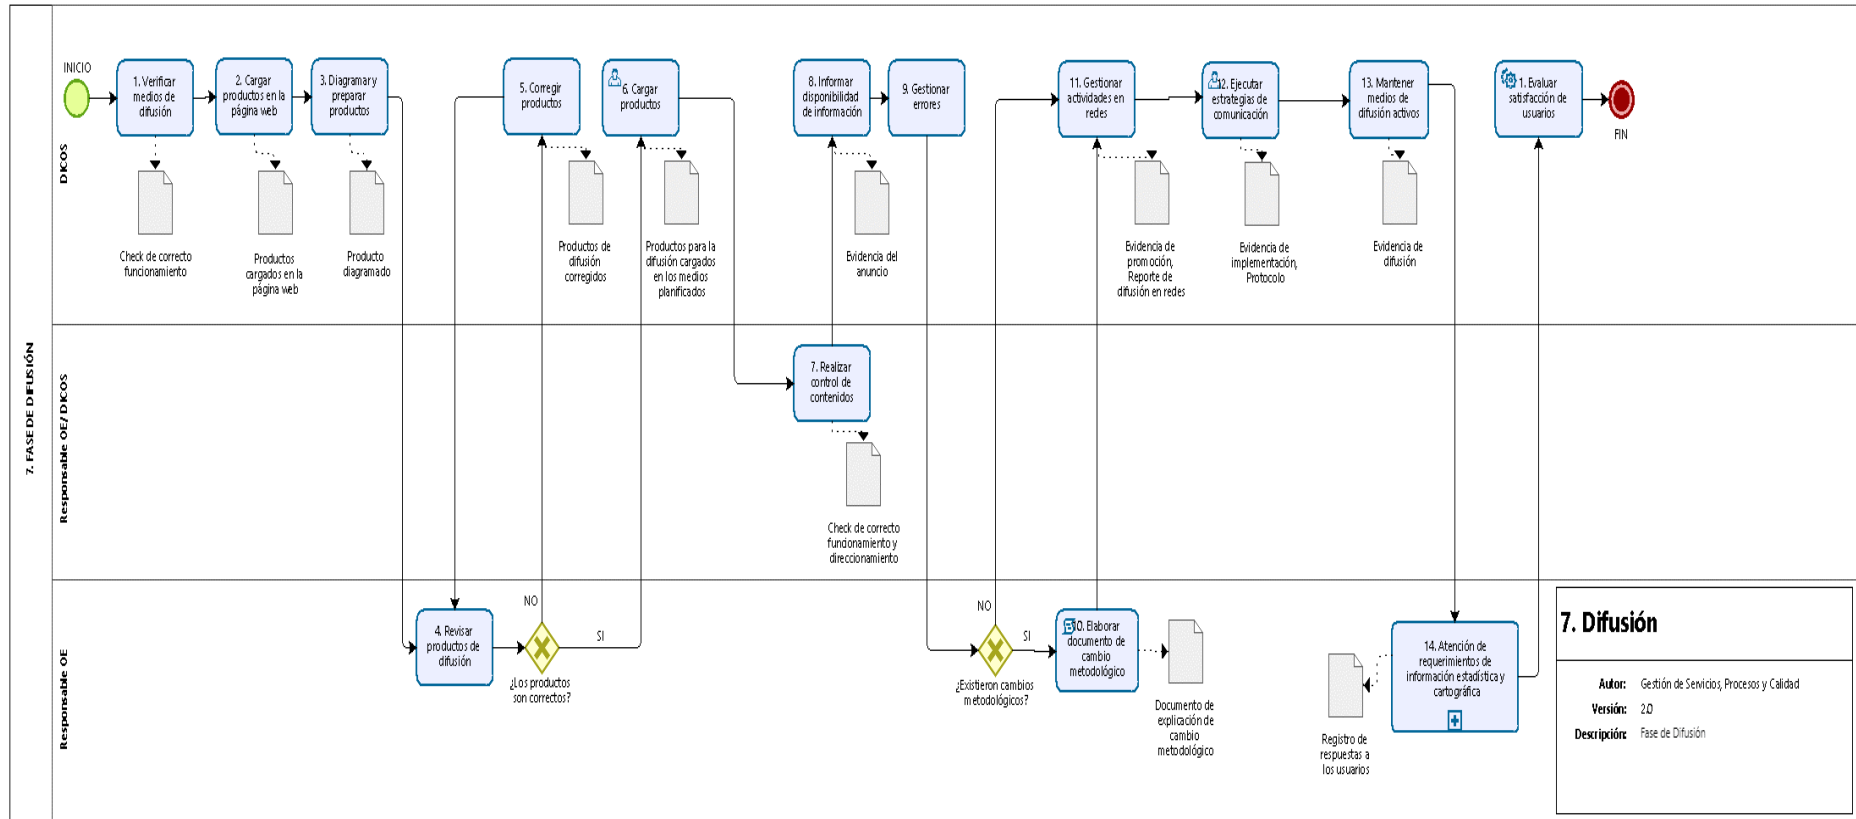 7. FASE DE DIFUSIÓN
DICOS
INICIO
1. Verificar
medios de
difusión
2. Cargar
productos en la
página web
3. Diagramar y
preparar
productos
5. Corregir
productos
6. Cargar
productos
8. Informar
disponibilidad
de información
9. Gestionar
errores
11. Gestionar
actividades en
redes
12. Ejecutar
estrategias de
comunicación
13. Mantener
medios de
difusión activos
1. Evaluar
satisfacción de
usuarios
FIN
Check de correcto
funcionamiento
Productos
cargados en la
página web
Producto
diagramado
Productos de
difusión
corregidos
Productos para la
difusión cargados
en los medios
planificados
Evidencia del
anuncio
Evidencia de
promoción,
Reporte de
difusión en redes
Evidencia de
implementación,
Protocolo
Evidencia de
difusión
Responsable OE/ DICOS
7. Realizar
control de
contenidos
Check de correcto
funcionamiento y
direccionamiento
Responsable OE
4. Revisar
productos de
difusión
NO
SI
¿Los productos
son correctos?
NO
SI
¿Existieron cambios
metodológicos?
0. Elaborar
documento de
cambio
metodológico
Documento de
explicación de
cambio
metodológico
Registro de
respuestas a
los usuarios
14. Atención de
requerimientos de
información estadística y
cartográfica
7. Difusión
Autor: Gestión de Servicios, Procesos y Calidad
Versión: 2.0
Descripción: Fase de Difusión